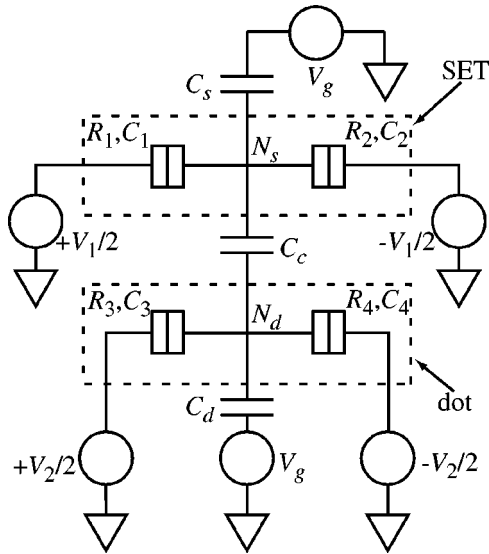 V_g
C_s
SET
R_1,C_1
N_s
R_2,C_2
+V_1/2
C_c
-V_1/2
R_3,C_3
N_d
R_4,C_4
C_d
dot
+V_2/2
V_g
-V_2/2